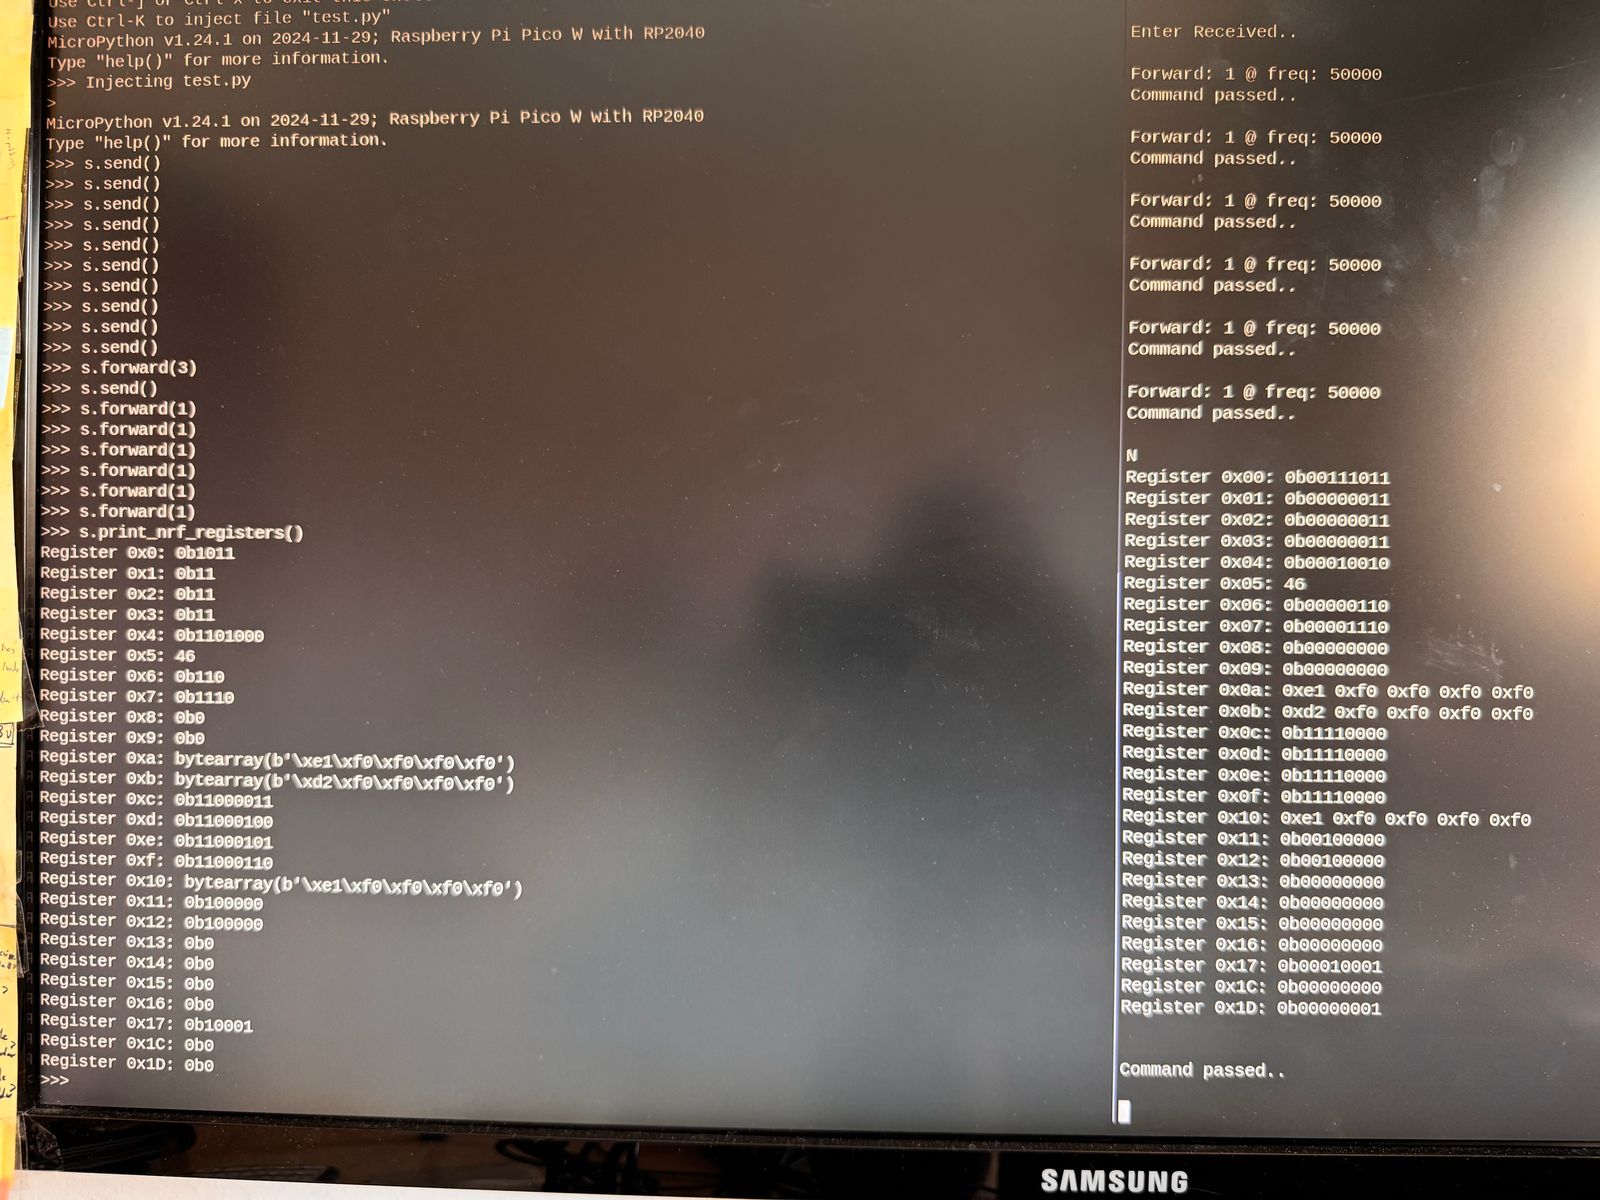 Use Ctrl-K to inject file "test.py"
MicroPython v1.24.1 on 2024-11-29; Raspberry Pi Pico W with RP2040
Type "help()" for more information.
>>> Injecting test.py
>
MicroPython v1.24.1 on 2024-11-29; Raspberry Pi Pico W with RP2040
Type "help()" for more information.
>>> s.send()
>>> s.send()
>>> s.send()
>>> s.send()
>>> s.send()
>>> s.send()
>>> s.send()
>>> s.send()
>>> s.send()
>>> s.send()
>>> s.forward(3)
>>> s.send()
>>> s.forward(1)
>>> s.forward(1)
>>> s.forward(1)
>>> s.forward(1)
>>> s.forward(1)
>>> s.forward(1)
>>> s.print_nrf_registers()
Register 0x0: 0b1011
Register 0x1: 0b11
Register 0x2: 0b11
Register 0x3: 0b11
Register 0x4: 0b1101000
Register 0x5: 46
Register 0x6: 0b110
Register 0x7: 0b1110
Register 0x8: 0b0
Register 0x9: 0b0
Register 0xa: bytearray(b'\xe1\xf0\xf0\xf0\xf0')
Register 0xb: bytearray(b'\xd2\xf0\xf0\xf0\xf0')
Register 0xc: 0b11000011
Register 0xd: 0b11000100
Register 0xe: 0b11000101
Register 0xf: 0b11000110
Register 0x10: bytearray(b'\xe1\xf0\xf0\xf0\xf0')
Register 0x11: 0b100000
Register 0x12: 0b100000
Register 0x13: 0b0
Register 0x14: 0b0
Register 0x15: 0b0
Register 0x16: 0b0
Register 0x17: 0b10001
Register 0x1C: 0b0
Register 0x1D: 0b0
>>>
Enter Received..
Forward: 1 @ freq: 50000
Command passed..
Forward: 1 @ freq: 50000
Command passed..
Forward: 1 @ freq: 50000
Command passed..
Forward: 1 @ freq: 50000
Command passed..
Forward: 1 @ freq: 50000
Command passed..
Forward: 1 @ freq: 50000
Command passed..
N
Register 0x00: 0b00111011
Register 0x01: 0b00000011
Register 0x02: 0b00000011
Register 0x03: 0b00000011
Register 0x04: 0b00010010
Register 0x05: 46
Register 0x06: 0b00000110
Register 0x07: 0b00001110
Register 0x08: 0b00000000
Register 0x09: 0b00000000
Register 0x0a: 0xe1 0xf0 0xf0 0xf0 0xf0
Register 0x0b: 0xd2 0xf0 0xf0 0xf0 0xf0
Register 0x0c: 0b11110000
Register 0x0d: 0b11110000
Register 0x0e: 0b11110000
Register 0x0f: 0b11110000
Register 0x10: 0xe1 0xf0 0xf0 0xf0 0xf0
Register 0x11: 0b00100000
Register 0x12: 0b00100000
Register 0x13: 0b00000000
Register 0x14: 0b00000000
Register 0x15: 0b00000000
Register 0x16: 0b00000000
Register 0x17: 0b00010001
Register 0x1C: 0b00000000
Register 0x1D: 0b00000001
Command passed..
SAMSUNG